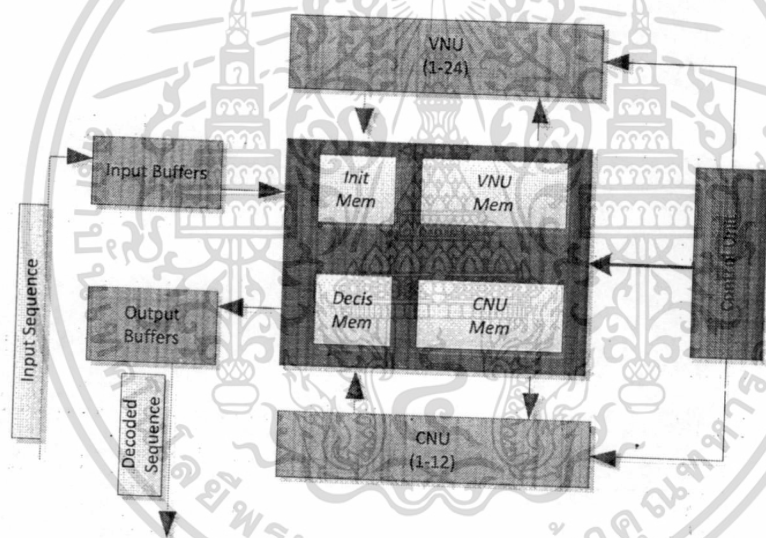 VNU
(1-24)
Input Buffers
Init
Mem
VNU
Mem
Control Unit
Input Sequence
Output
Buffers
Decis
Mem
CNU
Mem
Decoded
Sequence
CNU
(1-12)